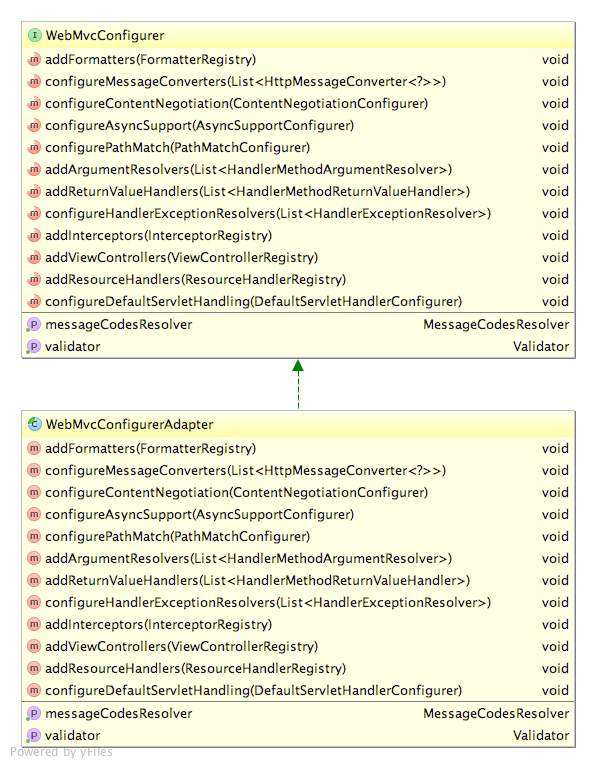 I WebMvcConfigurer
m addFormatters(FormatterRegistry) void
m configureMessageConverters(List<HttpMessageConverter<?>>) void
m configureContentNegotiation(ContentNegotiationConfigurer) void
m configureAsyncSupport(AsyncSupportConfigurer) void
m configurePathMatch(PathMatchConfigurer) void
m addArgumentResolvers(List<HandlerMethodArgumentResolver>) void
m addReturnValueHandlers(List<HandlerMethodReturnValueHandler>) void
m configureHandlerExceptionResolvers(List<HandlerExceptionResolver>) void
m addInterceptors(InterceptorRegistry) void
m addViewControllers(ViewControllerRegistry) void
m addResourceHandlers(ResourceHandlerRegistry) void
m configureDefaultServletHandling(DefaultServletHandlerConfigurer) void
P messageCodesResolver MessageCodesResolver
P validator Validator
C WebMvcConfigurerAdapter
m addFormatters(FormatterRegistry) void
m configureMessageConverters(List<HttpMessageConverter<?>>) void
m configureContentNegotiation(ContentNegotiationConfigurer) void
m configureAsyncSupport(AsyncSupportConfigurer) void
m configurePathMatch(PathMatchConfigurer) void
m addArgumentResolvers(List<HandlerMethodArgumentResolver>) void
m addReturnValueHandlers(List<HandlerMethodReturnValueHandler>) void
m configureHandlerExceptionResolvers(List<HandlerExceptionResolver>) void
m addInterceptors(InterceptorRegistry) void
m addViewControllers(ViewControllerRegistry) void
m addResourceHandlers(ResourceHandlerRegistry) void
m configureDefaultServletHandling(DefaultServletHandlerConfigurer) void
P messageCodesResolver MessageCodesResolver
P validator Validator
Powered by yFiles